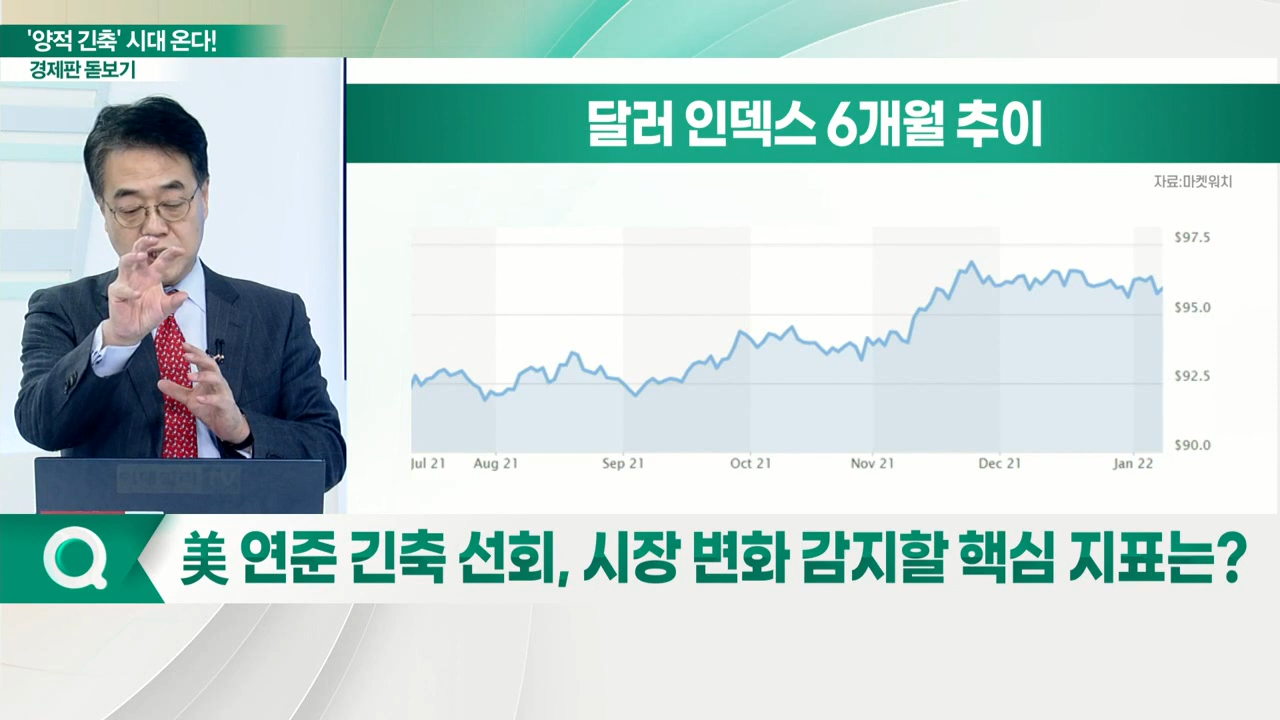 '양적 긴축' 시대 온다!
경제판 돋보기
달러 인덱스 6개월 추이
자료:마켓워치
$97.5
$95.0
$92.5
$90.0
Jul 21 Aug 21 Sep 21 Oct 21 Nov 21 Dec 21 Jan 22
美 연준 긴축 선회, 시장 변화 감지할 핵심 지표는?